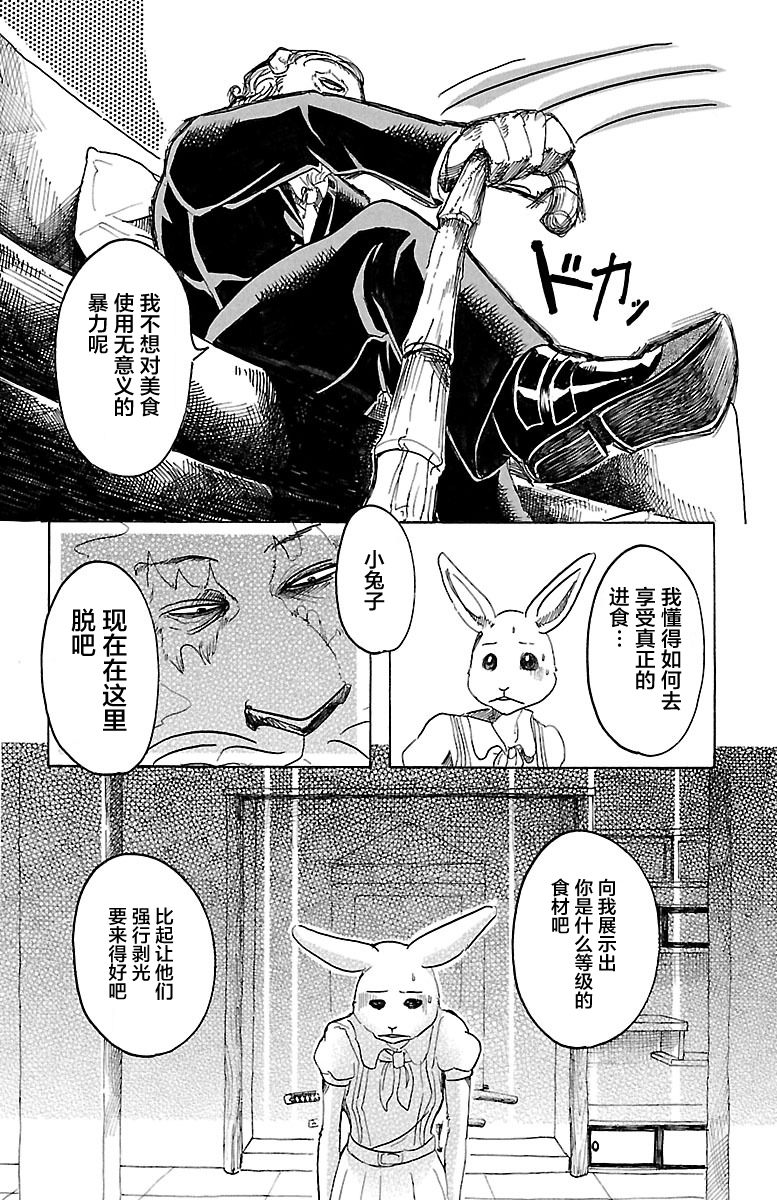 ドカッ
我不想对美食
使用无意义的
暴力呢
我懂得如何去
享受真正的
进食…
小兔子
现在在这里
脱吧
向我展示出
你是什么等级的
食材吧
比起让他们
强行剥光
要来得好吧